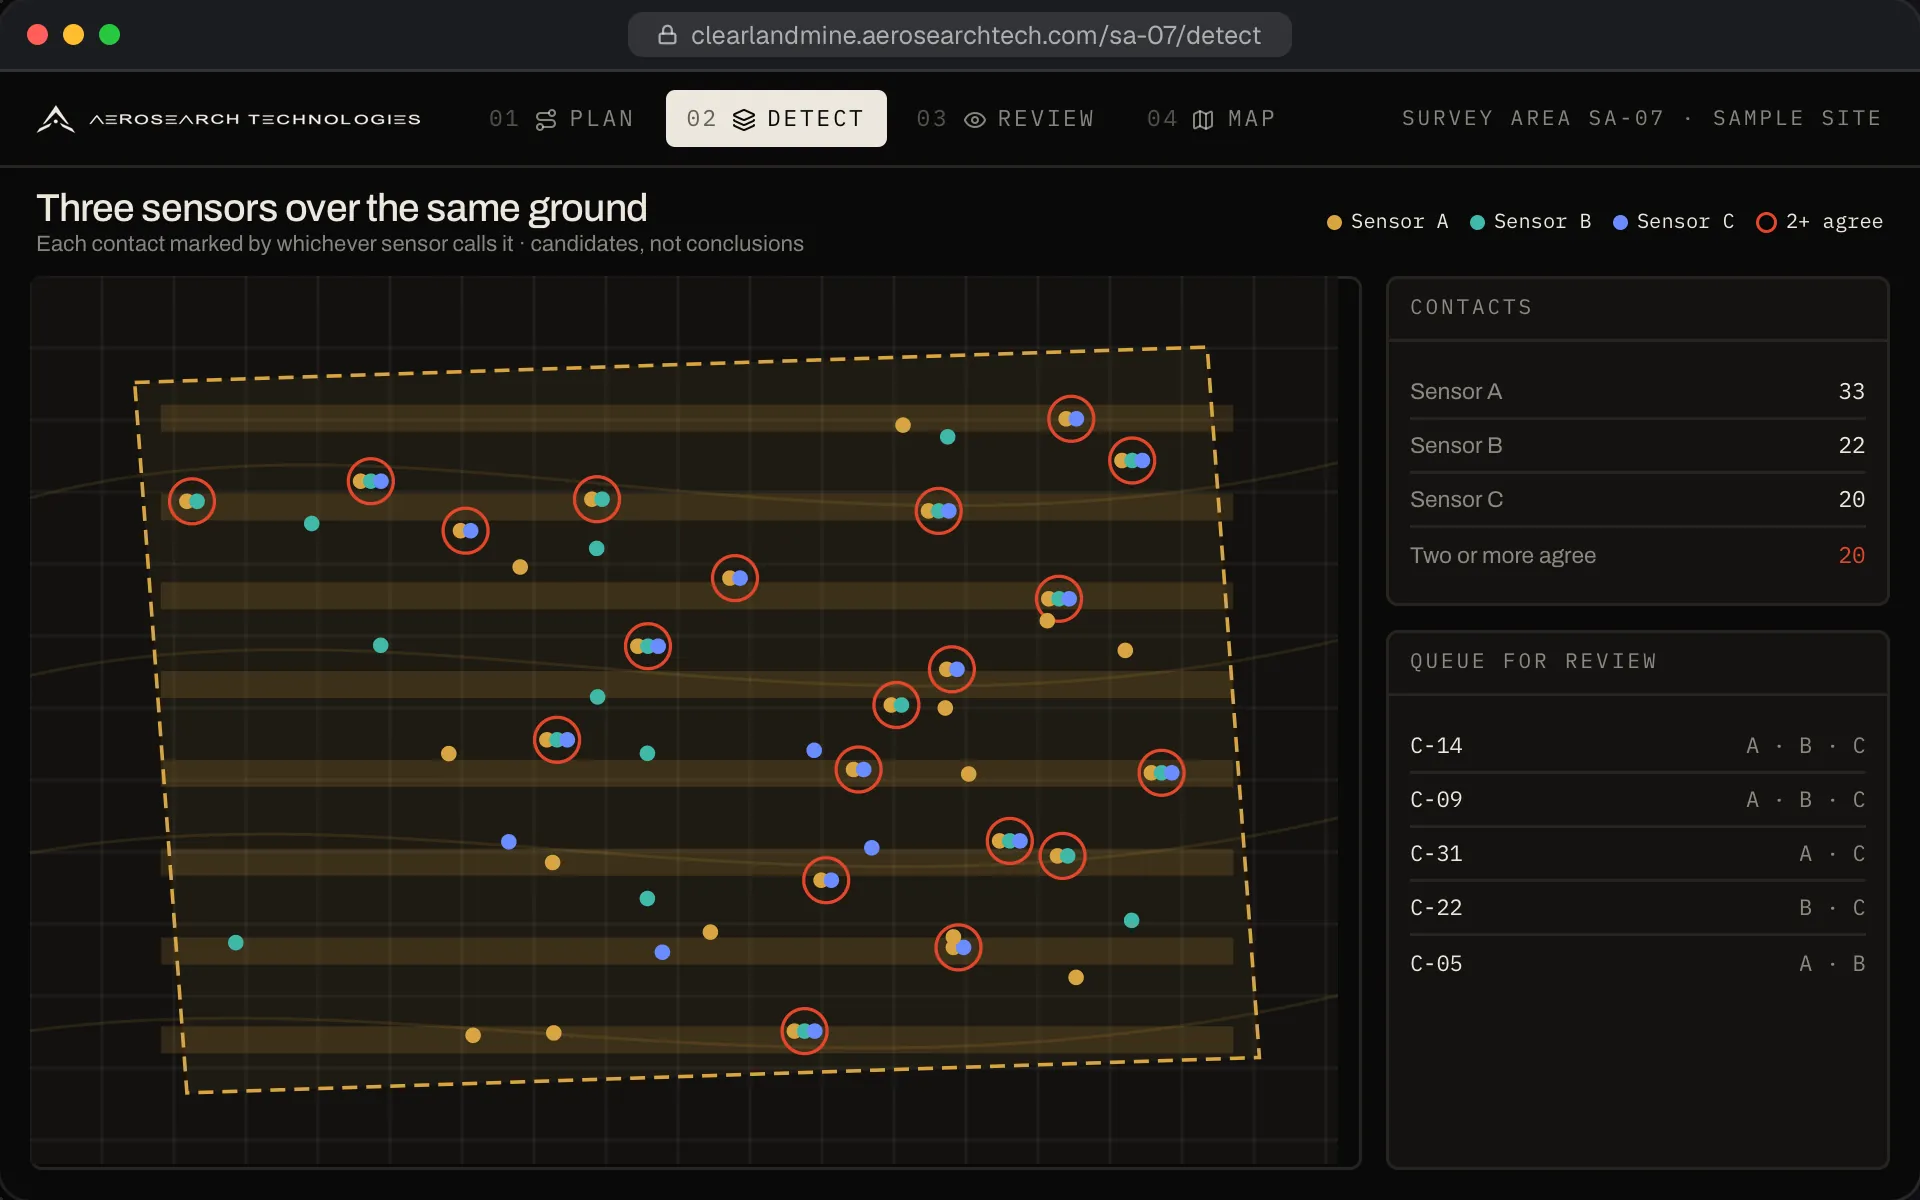 clearlandmine.aerosearchtech.com/sa-07/detect
AEROSEARCH TECHNOLOGIES
01 PLAN
02 DETECT
03 REVIEW
04 MAP
SURVEY AREA SA-07 · SAMPLE SITE
Three sensors over the same ground
Each contact marked by whichever sensor calls it · candidates, not conclusions
Sensor A
Sensor B
Sensor C
2+ agree
CONTACTS
Sensor A 33
Sensor B 22
Sensor C 20
Two or more agree 20
QUEUE FOR REVIEW
C-14 A · B · C
C-09 A · B · C
C-31 A · C
C-22 B · C
C-05 A · B